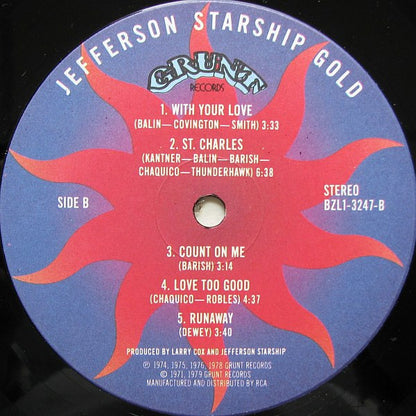 JEFFERSON STARSHIP GOLD
GRUNT
RECORDS
1. WITH YOUR LOVE
(BALIN—COVINGTON—SMITH) 3:33
2. ST. CHARLES
(KANTNER—BALIN—BARISH—
CHAQUICO—THUNDERHAWK) 6:38
SIDE B
STEREO
BZL1-3247-B
3. COUNT ON ME
(BARISH) 3:14
4. LOVE TOO GOOD
(CHAQUICO—ROBLES) 4:37
5. RUNAWAY
(DEWEY) 3:40
PRODUCED BY LARRY COX AND JEFFERSON STARSHIP
℗ 1974, 1975, 1976, 1978 GRUNT RECORDS
© 1971, 1979 GRUNT RECORDS
MANUFACTURED AND DISTRIBUTED BY RCA